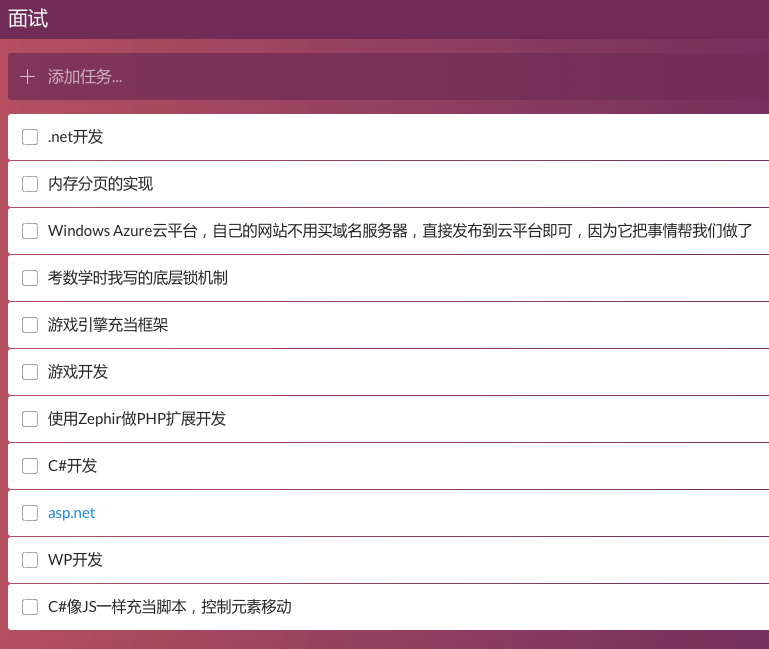 面试
添加任务...
.net开发
内存分页的实现
Windows Azure云平台，自己的网站不用买域名服务器，直接发布到云平台即可，因为它把事情帮我们做了
考数学时我写的底层锁机制
游戏引擎充当框架
游戏开发
使用Zephir做PHP扩展开发
C#开发
asp.net
WP开发
C#像JS一样充当脚本，控制元素移动